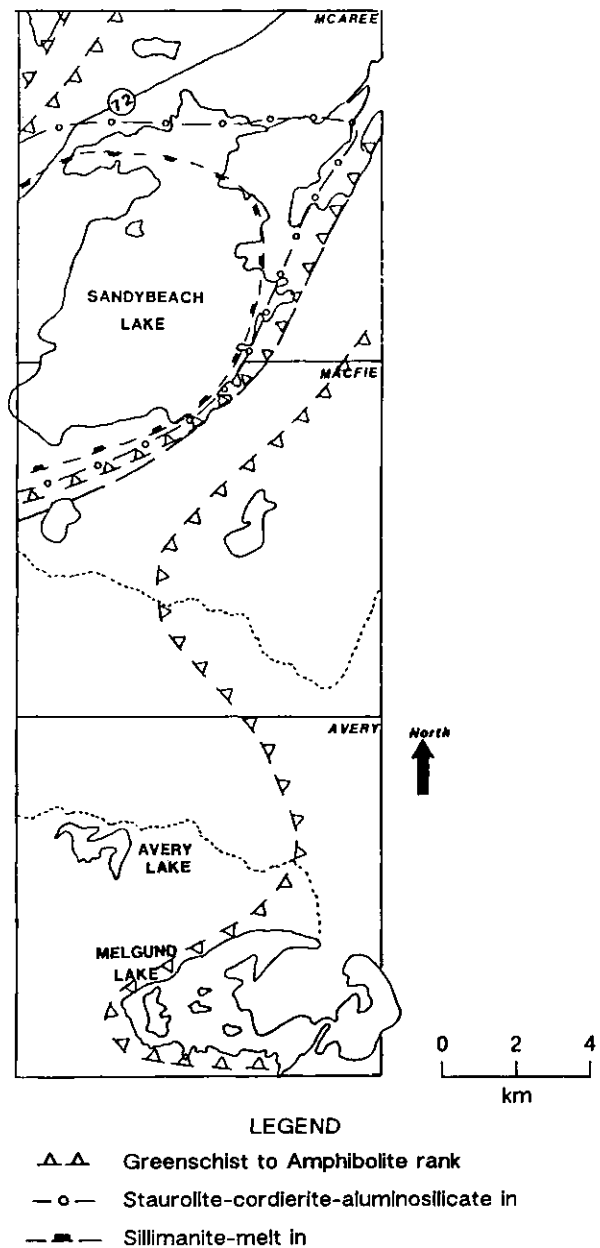 MCAREE
72
SANDYBEACH
LAKE
MACFIE
AVERY
North
AVERY
LAKE
MELGUND
LAKE
0 2 4
km
LEGEND
Greenschist to Amphibolite rank
Staurolite-cordierite-aluminosilicate in
Sillimanite-melt in